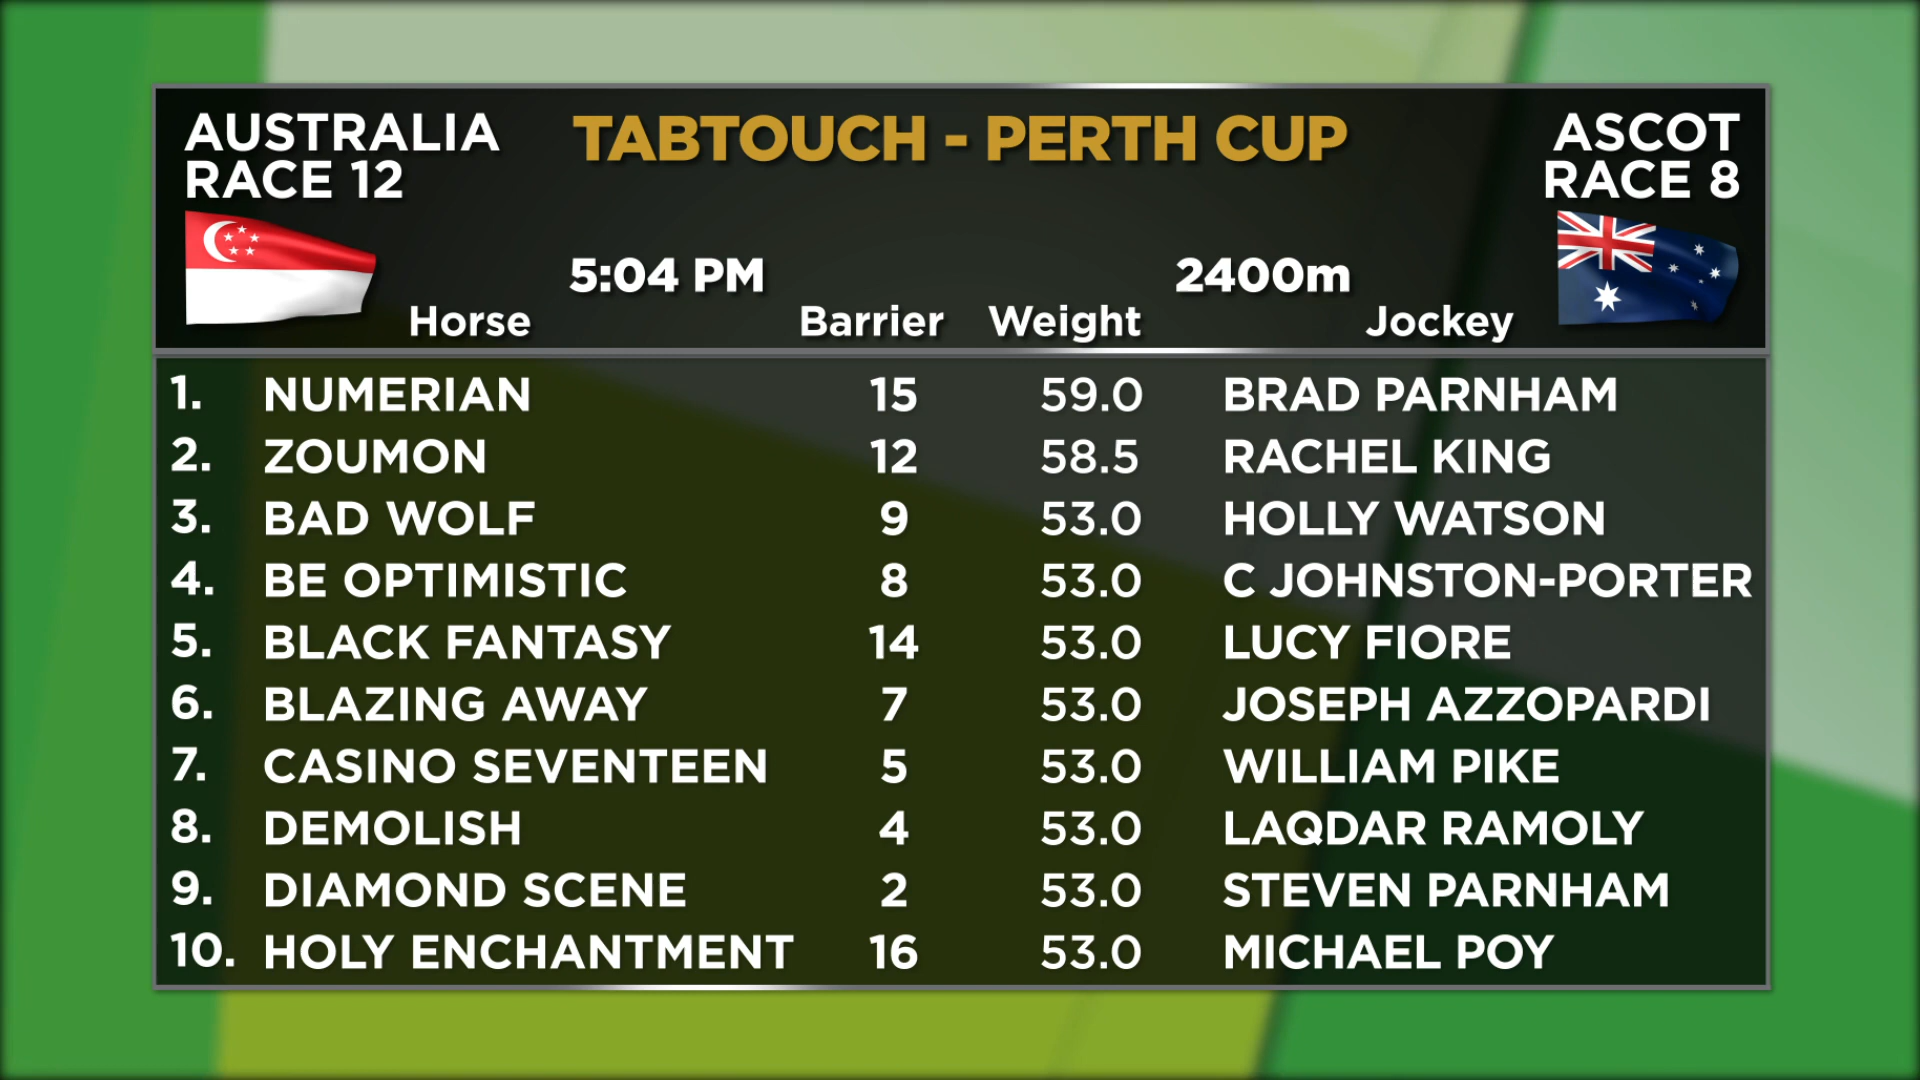 AUSTRALIA
RACE 12
TABTOUCH - PERTH CUP
ASCOT
RACE 8
5:04 PM
2400m
Horse Barrier Weight Jockey
1. NUMERIAN 15 59.0 BRAD PARNHAM
2. ZOUMON 12 58.5 RACHEL KING
3. BAD WOLF 9 53.0 HOLLY WATSON
4. BE OPTIMISTIC 8 53.0 C JOHNSTON-PORTER
5. BLACK FANTASY 14 53.0 LUCY FIORE
6. BLAZING AWAY 7 53.0 JOSEPH AZZOPARDI
7. CASINO SEVENTEEN 5 53.0 WILLIAM PIKE
8. DEMOLISH 4 53.0 LAQDAR RAMOLY
9. DIAMOND SCENE 2 53.0 STEVEN PARNHAM
10. HOLY ENCHANTMENT 16 53.0 MICHAEL POY